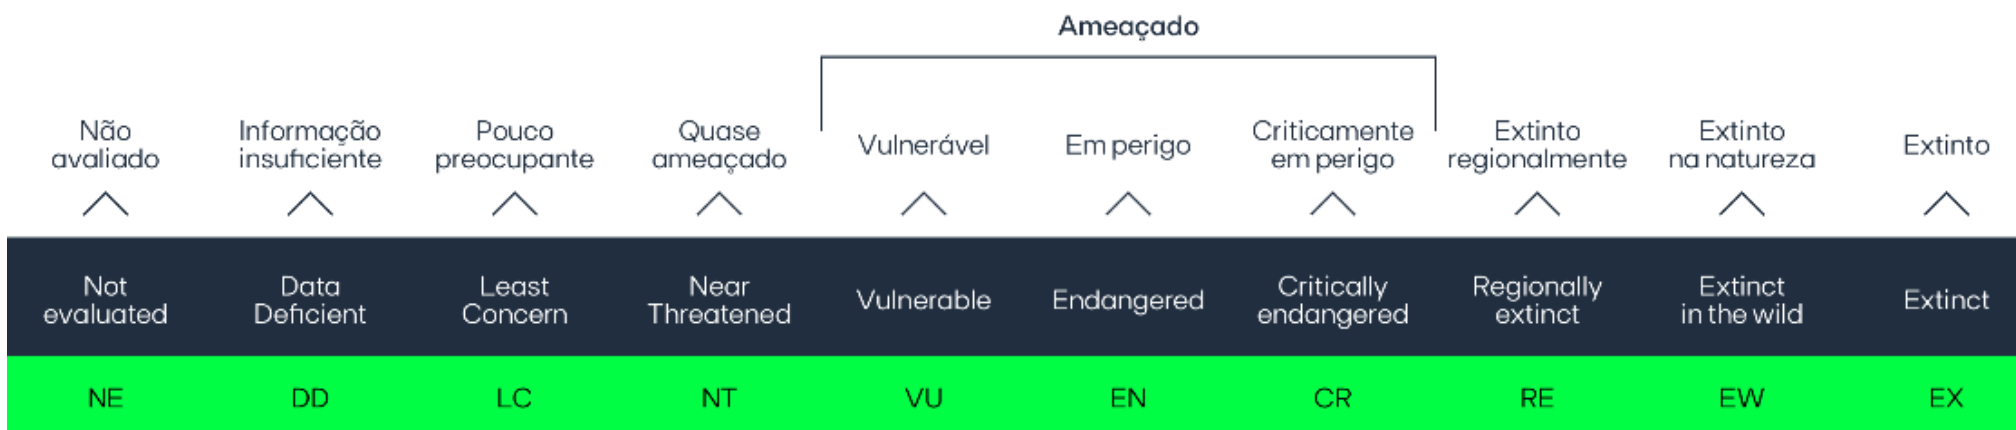 Ameaçado
Não
avaliado
Informação
insuficiente
Pouco
preocupante
Quase
ameaçado
Vulnerável
Em perigo
Criticamente
em perigo
Extinto
regionalmente
Extinto
na natureza
Extinto
Not
evaluated
Data
Deficient
Least
Concern
Near
Threatened
Vulnerable
Endangered
Critically
endangered
Regionally
extinct
Extinct
in the wild
Extinct
NE
DD
LC
NT
VU
EN
CR
RE
EW
EX